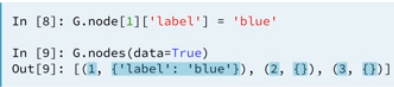 In [8]: G.node[1]['label'] = 'blue'
In [9]: G.nodes(data=True)
Out[9]: [(1, {'label': 'blue'}), (2, {}), (3, {})]